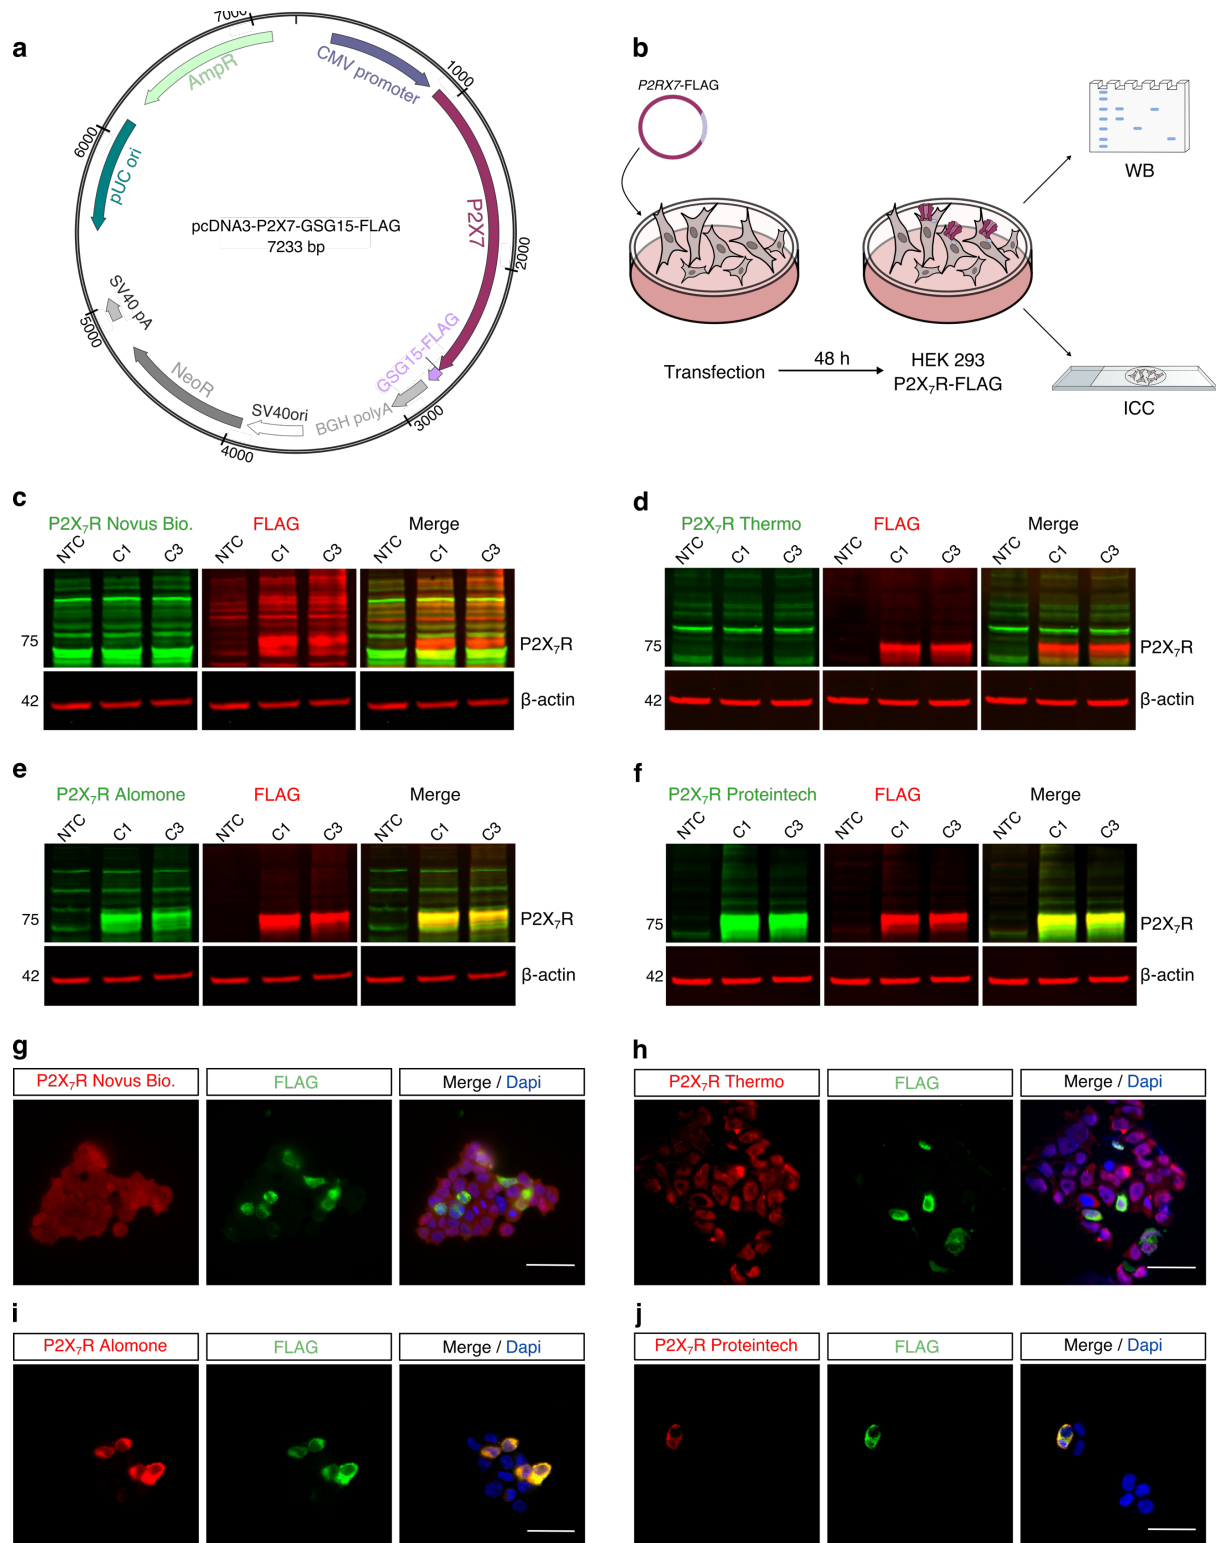 a
7000
AmpR
CMV promoter
1000
6000
pUC ori
P2X7
pcDNA3-P2X7-GSG15-FLAG
7233 bp
2000
SV40 pA
5000
GSG15-FLAG
NeoR
SV40ori
BGH polyA
3000
4000
b
P2RX7-FLAG
WB
Transfection
48 h
HEK 293
P2X₇R-FLAG
ICC
c
P2X₇R Novus Bio.
FLAG
Merge
NTC C1 C3 NTC C1 C3 NTC C1 C3
75
P2X₇R
42
β-actin
d
P2X₇R Thermo
FLAG
Merge
NTC C1 C3 NTC C1 C3 NTC C1 C3
75
P2X₇R
42
β-actin
e
P2X₇R Alomone
FLAG
Merge
NTC C1 C3 NTC C1 C3 NTC C1 C3
75
P2X₇R
42
β-actin
f
P2X₇R Proteintech
FLAG
Merge
NTC C1 C3 NTC C1 C3 NTC C1 C3
75
P2X₇R
42
β-actin
g
P2X₇R Novus Bio.
FLAG
Merge / Dapi
h
P2X₇R Thermo
FLAG
Merge / Dapi
i
P2X₇R Alomone
FLAG
Merge / Dapi
j
P2X₇R Proteintech
FLAG
Merge / Dapi